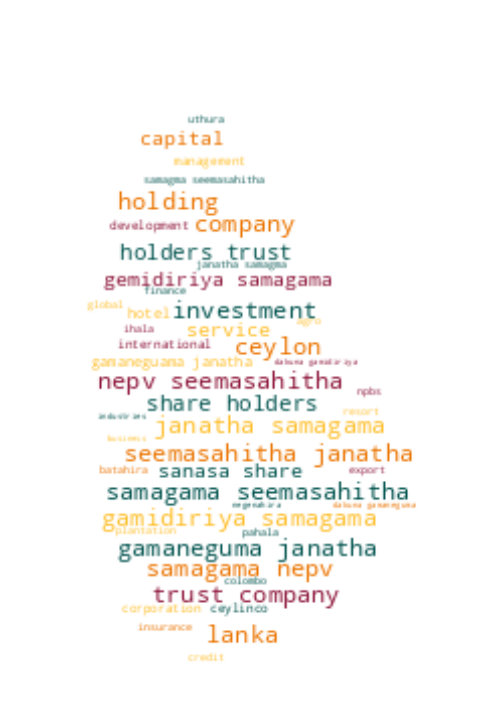 uthura
capital
management
samagma seemasahitha
holding
development company
holders trust
janatha samagma
gemidiriya samagama
finance
global
hotel investment
agro
ihala service
international ceylon
gamaneguama janatha dakuna gamidiriya
nepv seemasahitha
npbs
share holders
resort
industries janatha samagama
business
seemasahitha janatha
batahira sanasa share export
samagama seemasahitha
negenahira dakuna gamaneguma
gamidiriya samagama
plantation pahala
gamaneguma janatha
samagama nepv
colombo
trust company
corporation ceylinco
insurance lanka
credit